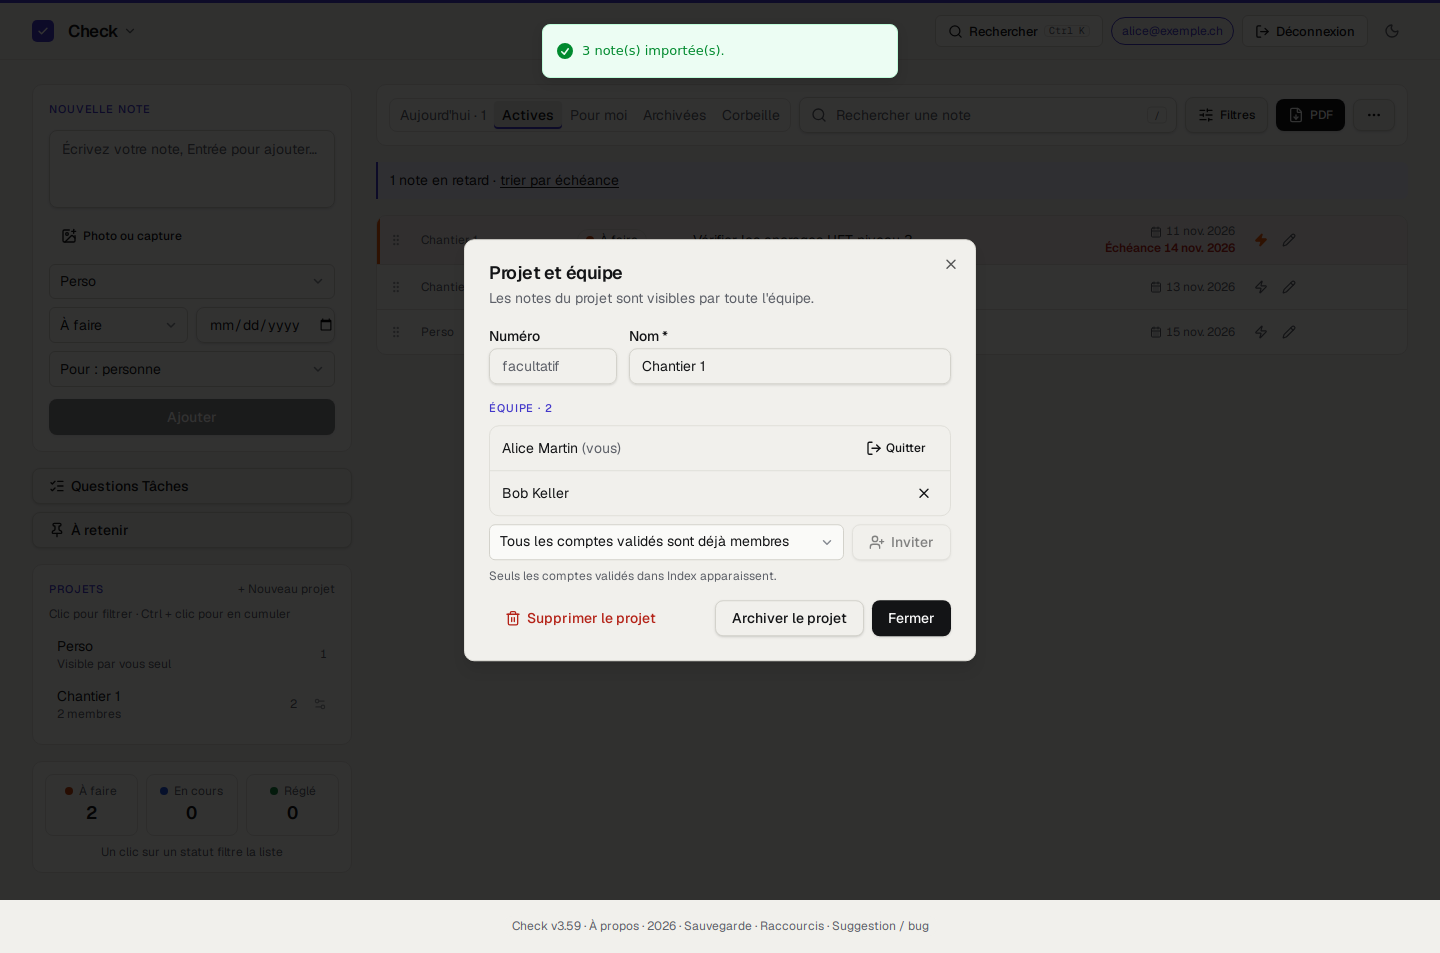 Check
3 note(s) importée(s).
Rechercher Ctrl K
alice@exemple.ch
Déconnexion
NOUVELLE NOTE
Écrivez votre note, Entrée pour ajouter...
Photo ou capture
Perso
À faire
mm/dd/yyyy
Pour : personne
Ajouter
Questions Tâches
À retenir
PROJETS
+ Nouveau projet
Clic pour filtrer · Ctrl + clic pour en cumuler
Perso
Visible par vous seul
1
Chantier 1
2 membres
2
À faire
2
En cours
0
Réglé
0
Un clic sur un statut filtre la liste
Aujourd'hui · 1 Actives Pour moi Archivées Corbeille
Rechercher une note /
Filtres
PDF
1 note en retard · trier par échéance
11 nov. 2026
Échéance 14 nov. 2026
13 nov. 2026
Perso
15 nov. 2026
Projet et équipe
Les notes du projet sont visibles par toute l'équipe.
Numéro
facultatif
Nom *
Chantier 1
ÉQUIPE · 2
Alice Martin (vous)
Quitter
Bob Keller
Tous les comptes validés sont déjà membres
Inviter
Seuls les comptes validés dans Index apparaissent.
Supprimer le projet
Archiver le projet
Fermer
Check v3.59 · À propos · 2026 · Sauvegarde · Raccourcis · Suggestion / bug